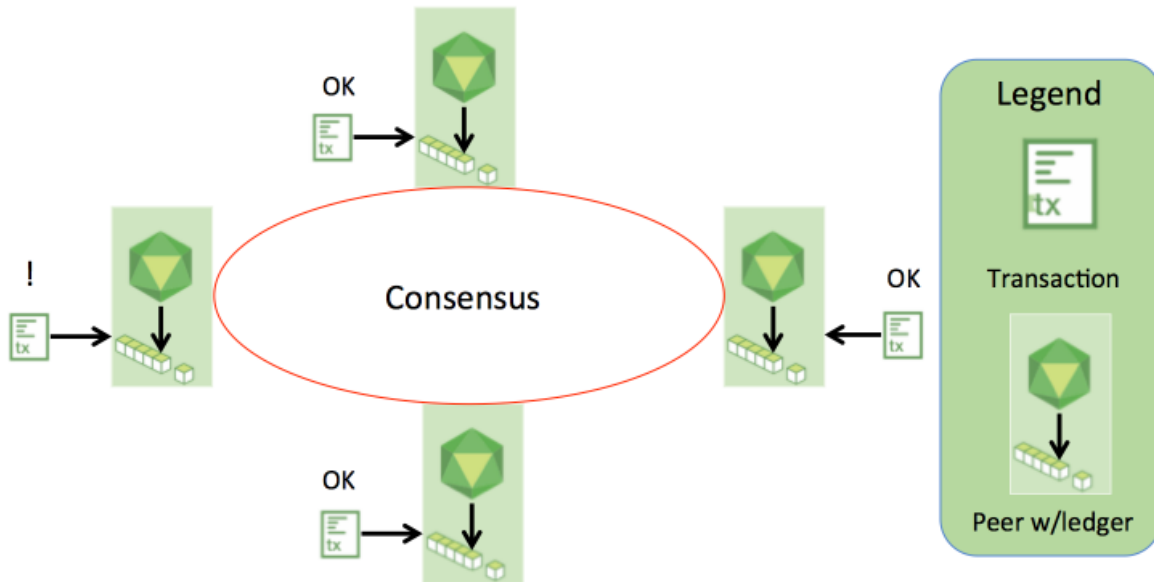 OK
tx
Legend
tx
!
tx
Consensus
OK
tx
Transaction
OK
tx
Peer w/ledger